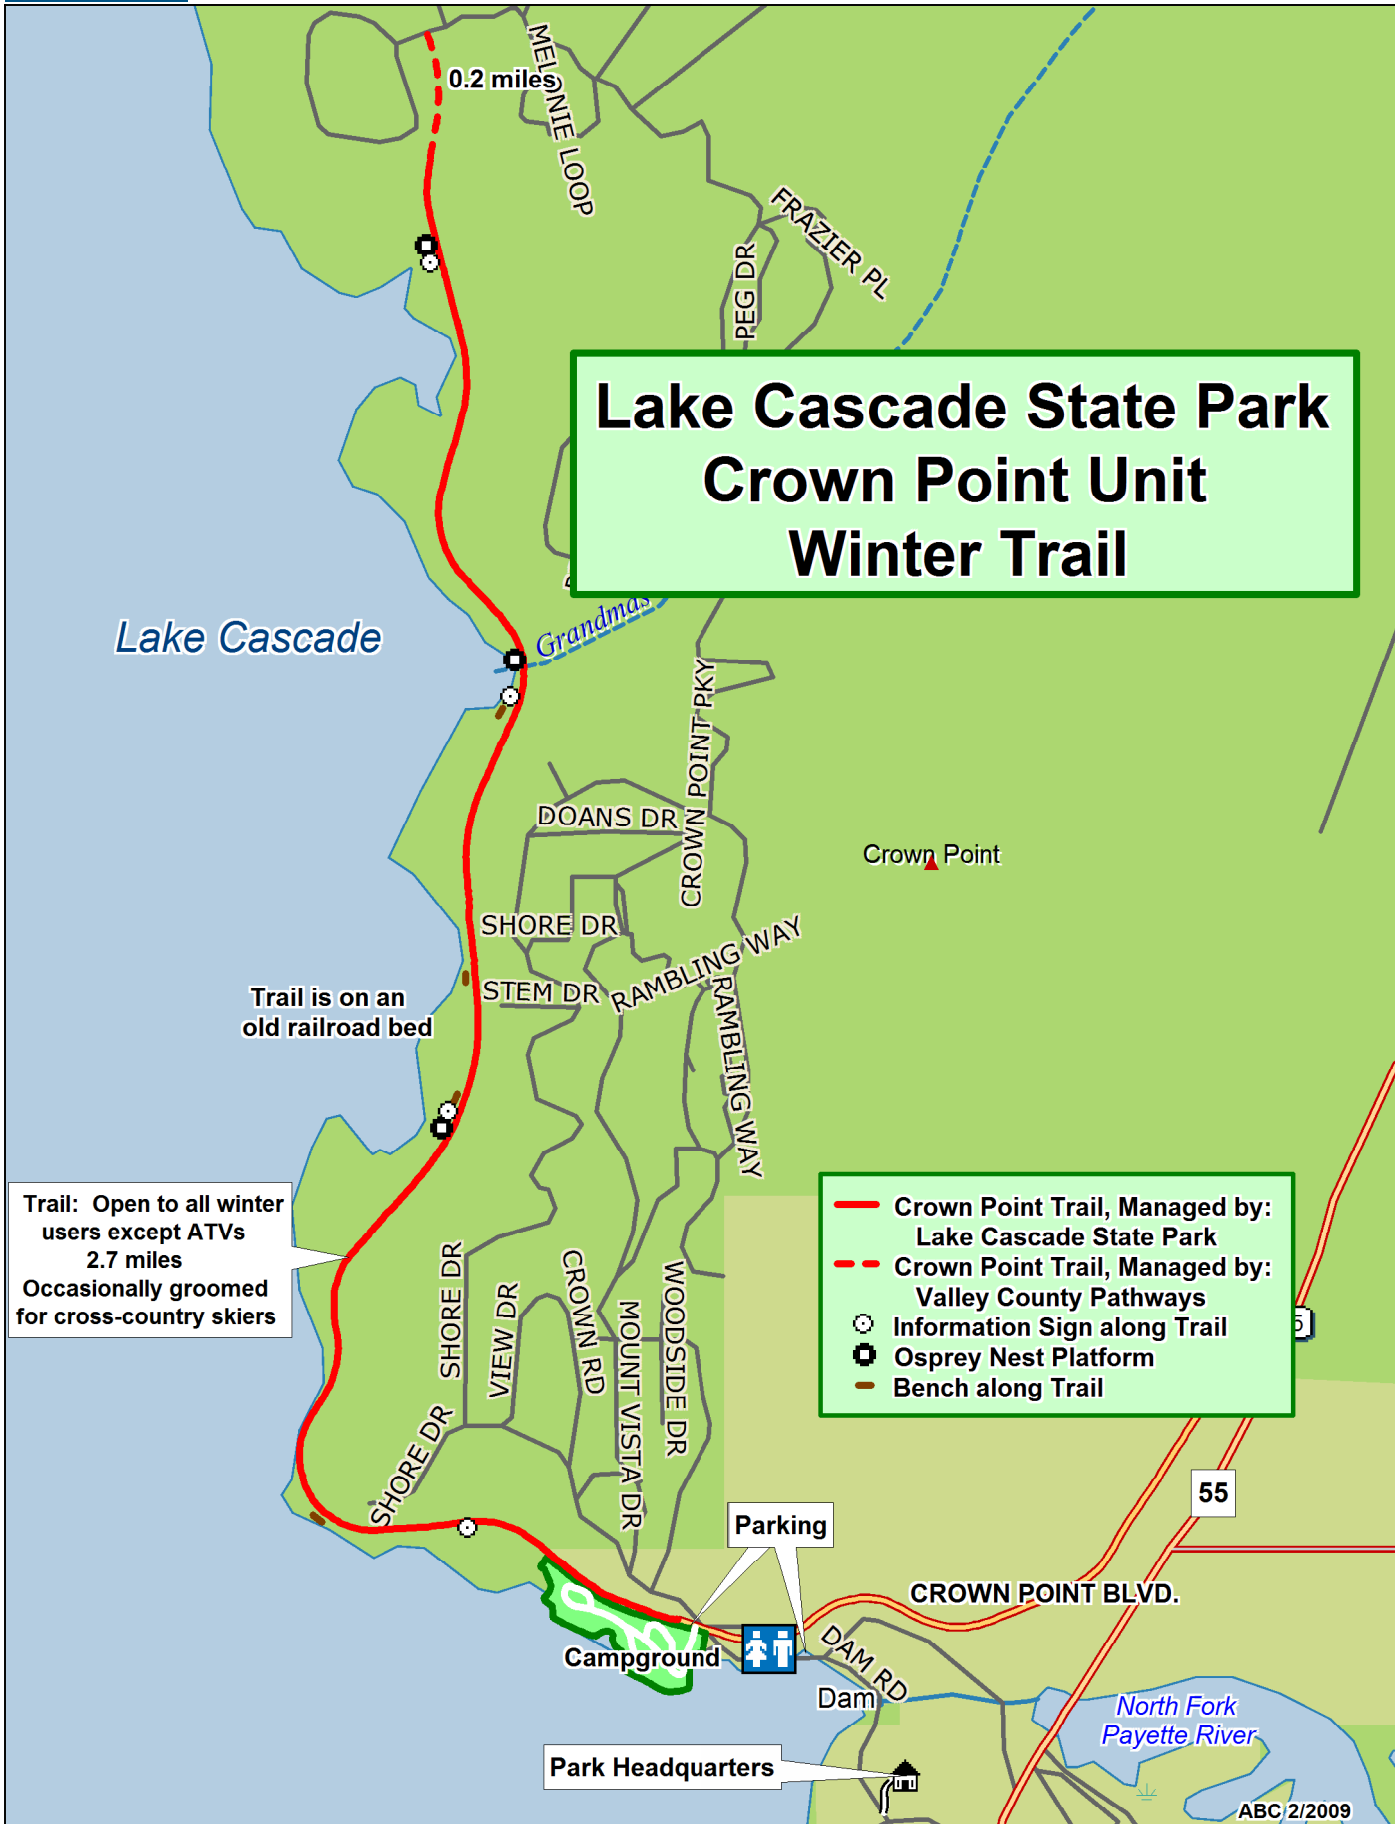 MELONIE LOOP
0.2 miles
FRAZIER PL
PEG DR
Lake Cascade State Park
Crown Point Unit
Winter Trail
Grandmas
Lake Cascade
CROWN POINT PKY
DOANS DR
Crown Point
SHORE DR
RAMBLING WAY
STEM DR
RAMBLING WAY
Trail is on an
old railroad bed
Trail: Open to all winter
users except ATVs
2.7 miles
Occasionally groomed
for cross-country skiers
Crown Point Trail, Managed by:
Lake Cascade State Park
Crown Point Trail, Managed by:
Valley County Pathways
Information Sign along Trail
Osprey Nest Platform
Bench along Trail
SHORE DR
VIEW DR
CROWN RD
MOUNT VISTA DR
WOODSIDE DR
SHORE DR
55
Parking
CROWN POINT BLVD.
Campground
DAM RD
Dam
North Fork
Payette River
Park Headquarters
ABC 2/2009